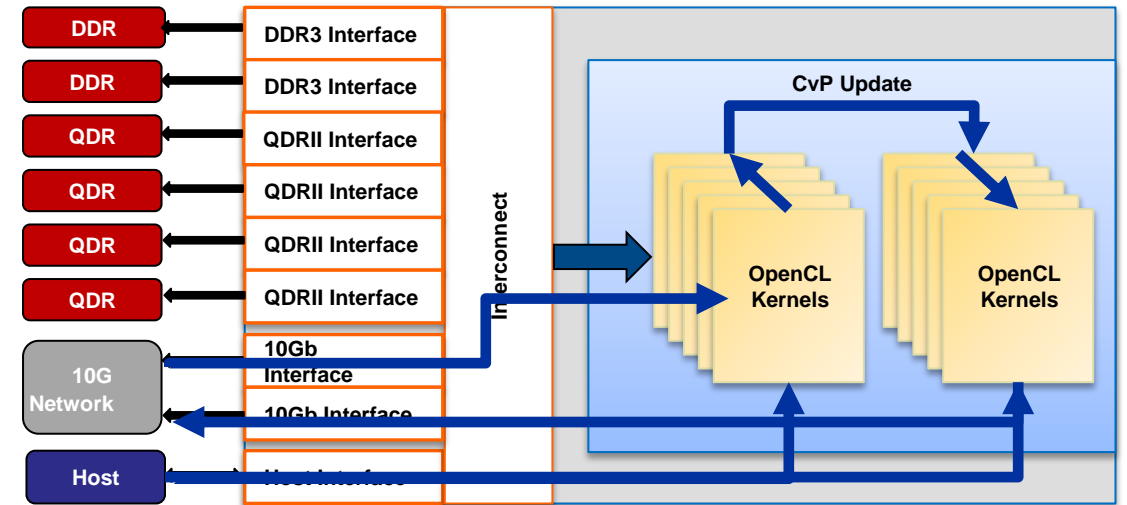 DDR
DDR3 Interface
DDR
DDR3 Interface
CvP Update
QDR
QDRII Interface
QDR
QDRII Interface
QDR
QDRII Interface
QDR
QDRII Interface
Interconnect
OpenCL
Kernels
OpenCL
Kernels
10G
Network
10Gb
Interface
10Gb Interface
Host
Host Interface